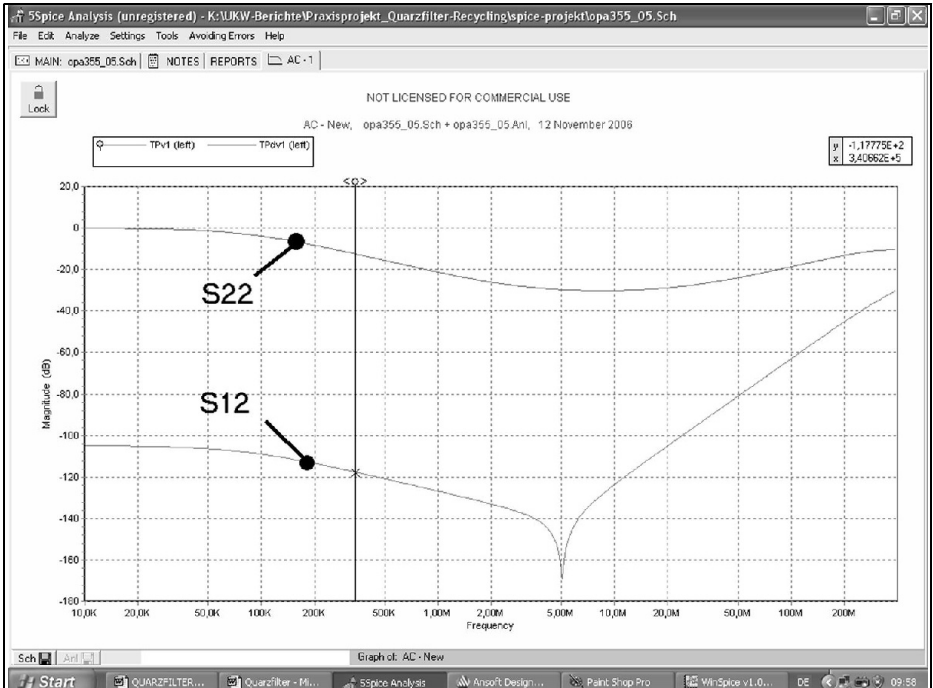 5Spice Analysis (unregistered) - K:\UKW-Berichte\Praxisprojekt_Quarzfilter-Recycling\spice-projekt\opa355_05.Sch
File Edit Analyze Settings Tools Avoiding Errors Help
MAIN: opa355_05.Sch NOTES REPORTS AC - 1
Lock
NOT LICENSED FOR COMMERCIAL USE
AC - New, opa355_05.Sch + opa355_05.Anl, 12 November 2006
TPv1 (left) TPdv1 (left)
y -1,17775E+2
x 3,40662E+5
<O>
20,0
0
-20,0
-40,0
-60,0
-80,0
-100
-120
-140
-160
-180
Magnitude (dB)
S22
S12
10,0K 20,0K 50,0K 100K 200K 500K 1,00M 2,00M 5,00M 10,0M 20,0M 50,0M 100M 200M
Frequency
Sch Anl Graph of: AC - New
Start QUARZFILTER... Quarzfilter - Mi... 5Spice Analysis Ansoft Design... Paint Shop Pro WinSpice v1.0... DE 09:58